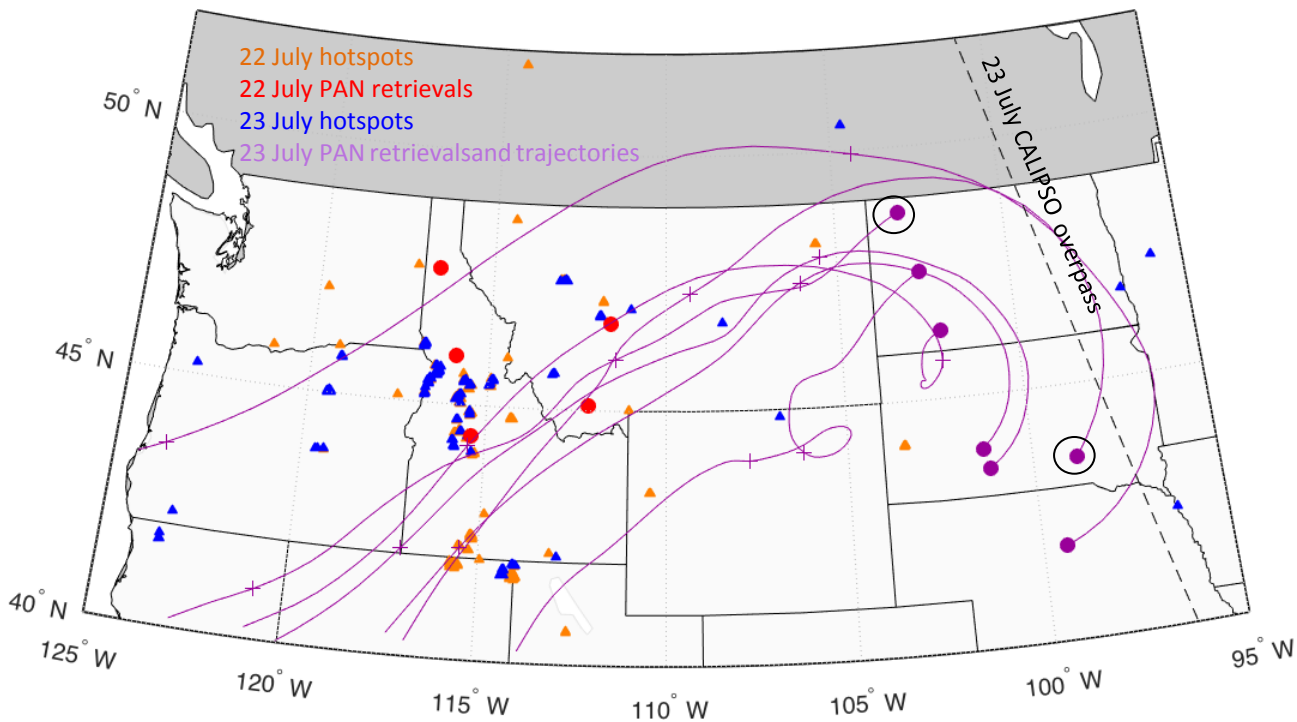 22 July hotspots
22 July PAN retrievals
23 July hotspots
23 July PAN retrievalsand trajectories
23 July CALIPSO overpass
50° N
45° N
40° N
125° W
120° W
115° W
110° W
105° W
100° W
95° W